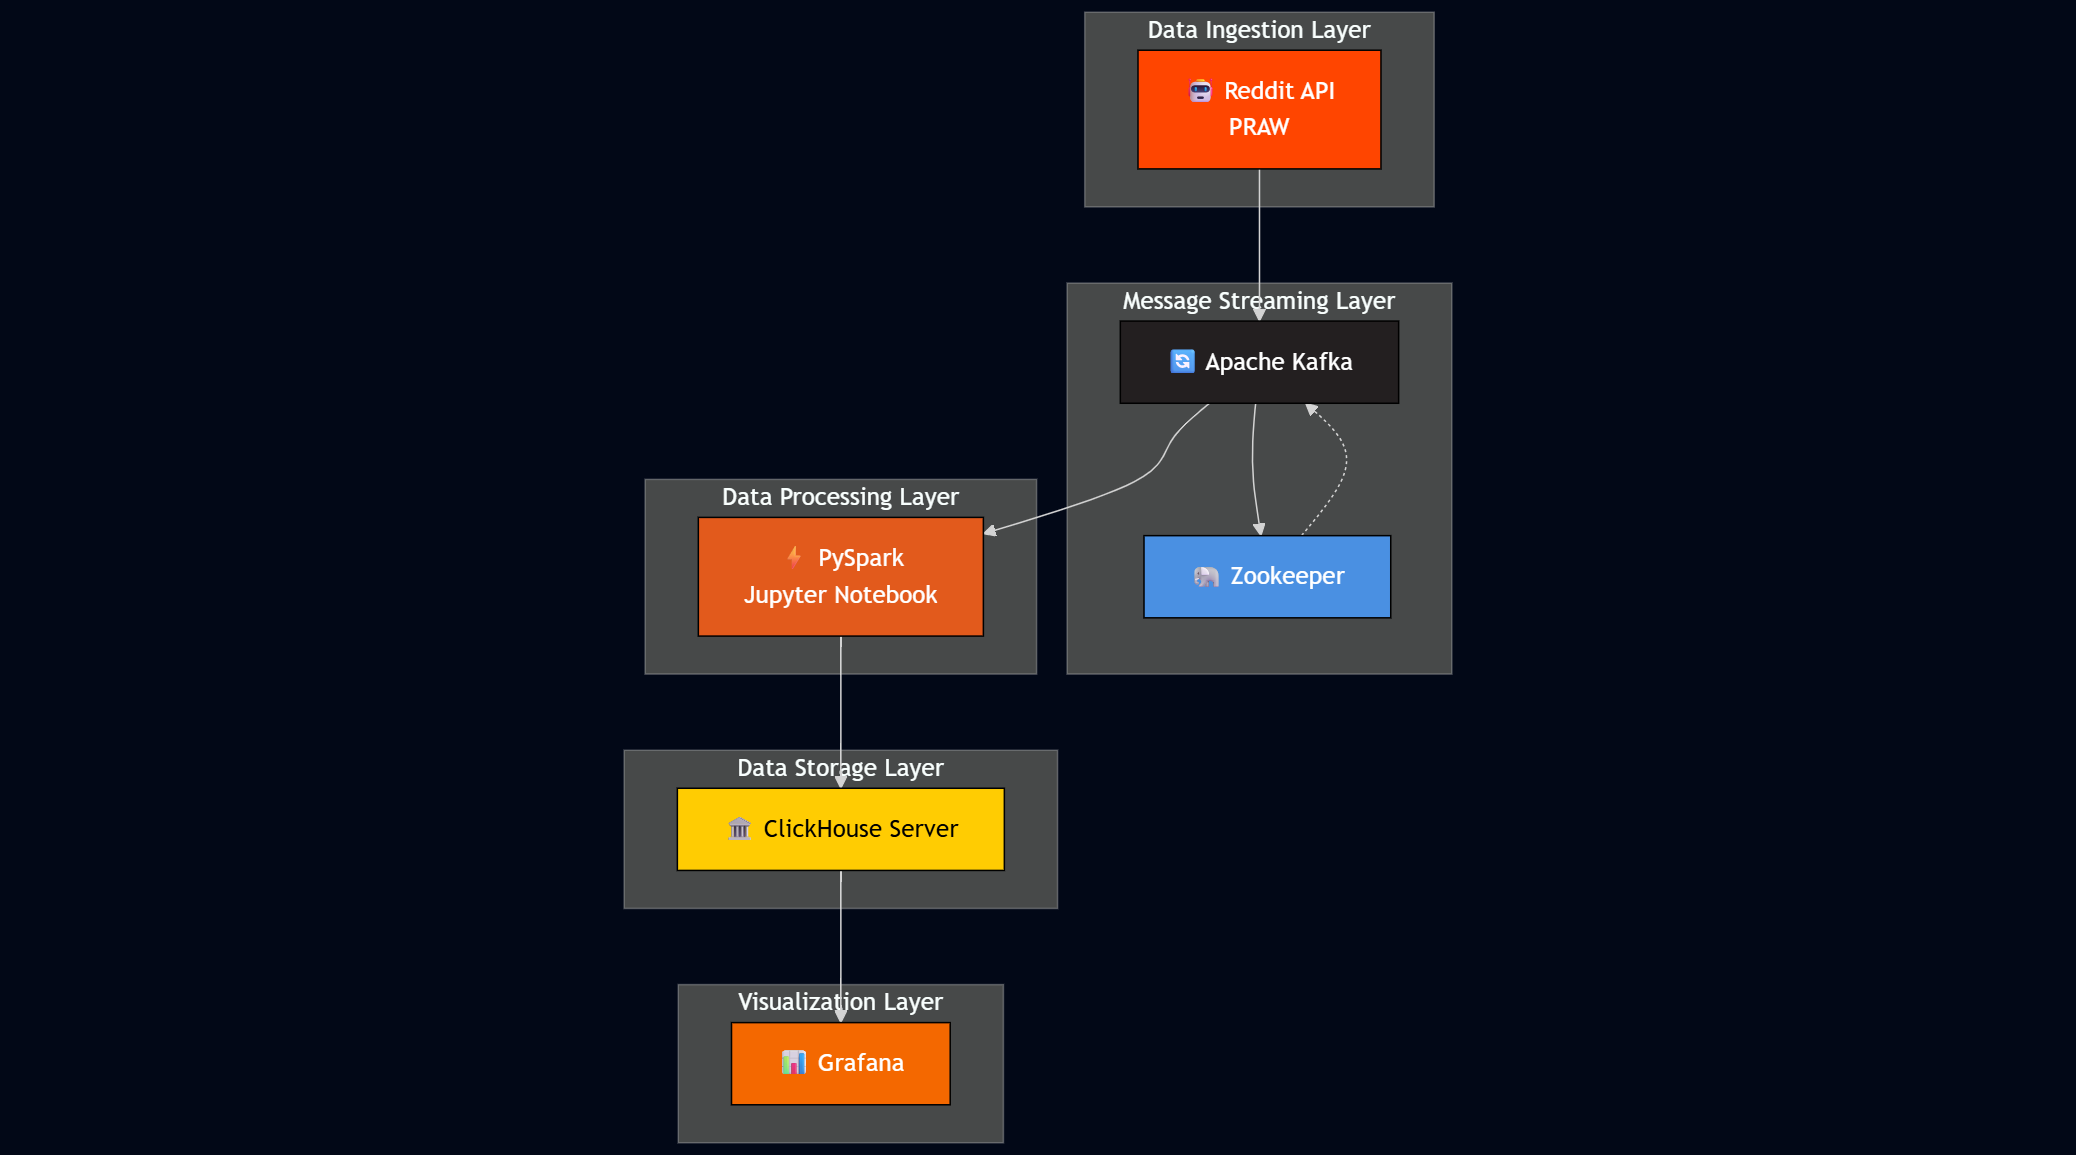 Data Ingestion Layer
Reddit API
PRAW
Message Streaming Layer
Apache Kafka
Data Processing Layer
PySpark
Jupyter Notebook
Zookeeper
Data Storage Layer
ClickHouse Server
Visualization Layer
Grafana